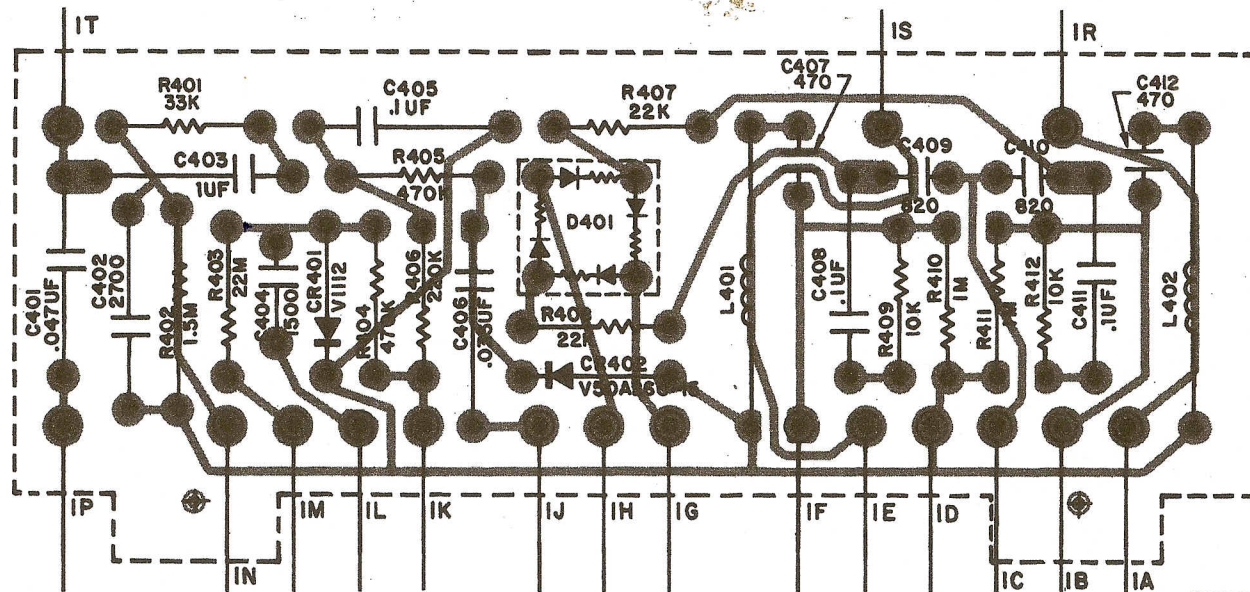 IT
IS
IR
R401
33K
C405
.1UF
R407
22K
C407
470
C412
470
C403
1UF
R405
470K
C409
820
C410
820
D401
C401
.047UF
C402
2700
R402
1.5M
R403
22M
C404
1500
CR401
V1112
R404
470K
R406
220K
C406
L401
C408
.1UF
R409
10K
R410
1M
R411
R412
10K
C411
.1UF
L402
22K
CR402
IP
IN
IM
IL
IK
IJ
IH
IG
IF
IE
ID
IC
IB
IA